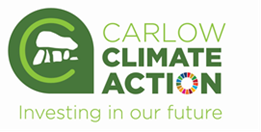 CARLOW
CLIMATE
ACTION
Investing in our future